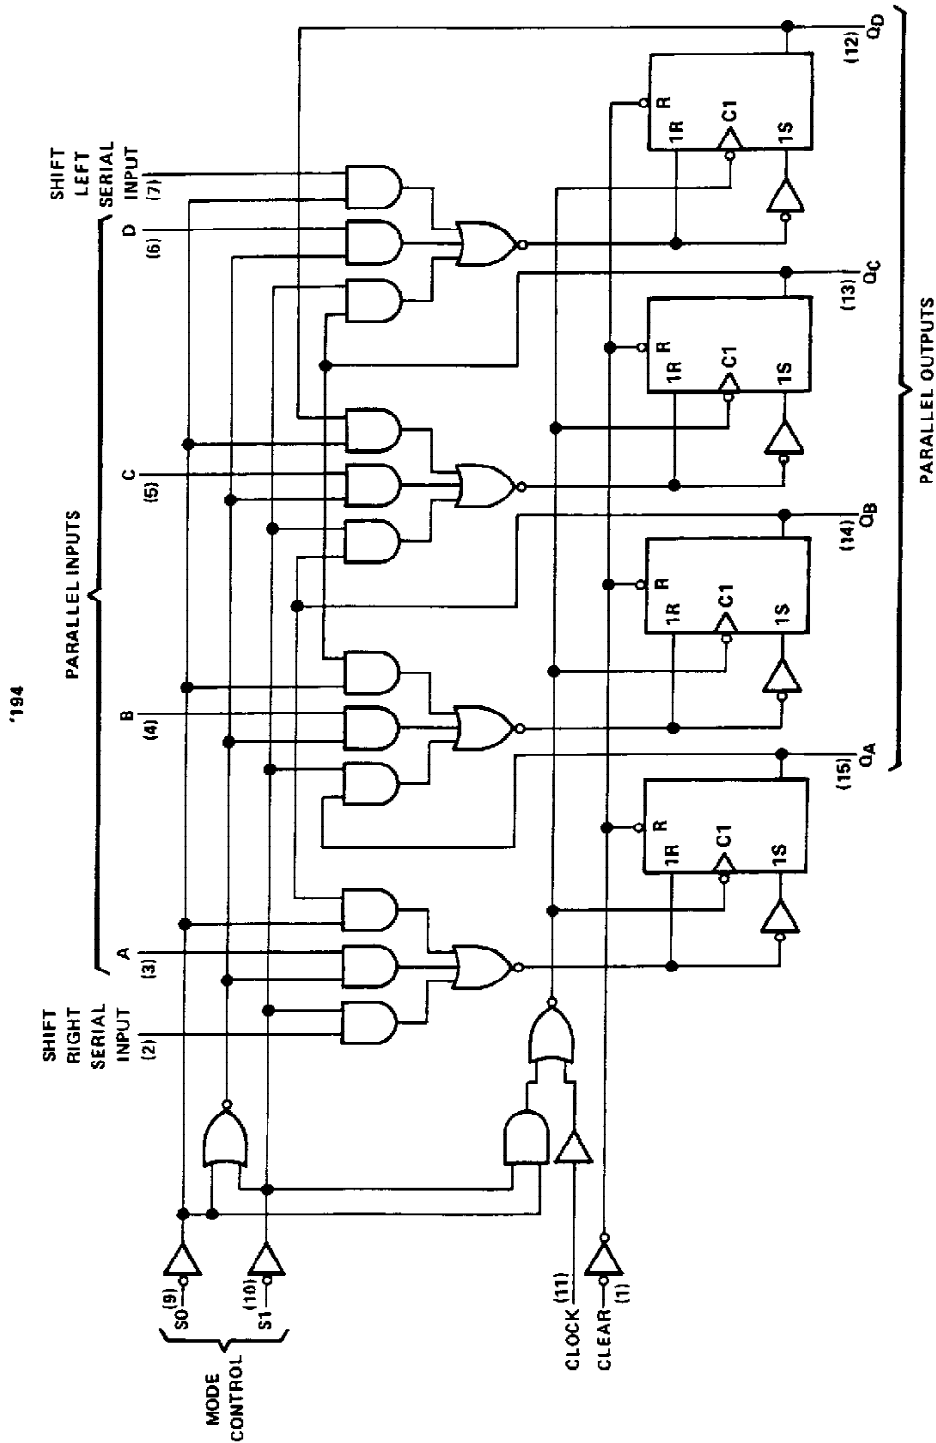 '194
PARALLEL INPUTS
SHIFT
RIGHT
SERIAL
INPUT
(2)
A
(3)
B
(4)
C
(5)
D
(6)
SHIFT
LEFT
SERIAL
INPUT
(7)
MODE
CONTROL
S0
(9)
S1
(10)
CLOCK
(11)
CLEAR
(1)
R
1R
C1
1S
(15)
QA
R
1R
C1
1S
(14)
QB
R
1R
C1
1S
(13)
QC
R
1R
C1
1S
(12)
QD
PARALLEL OUTPUTS